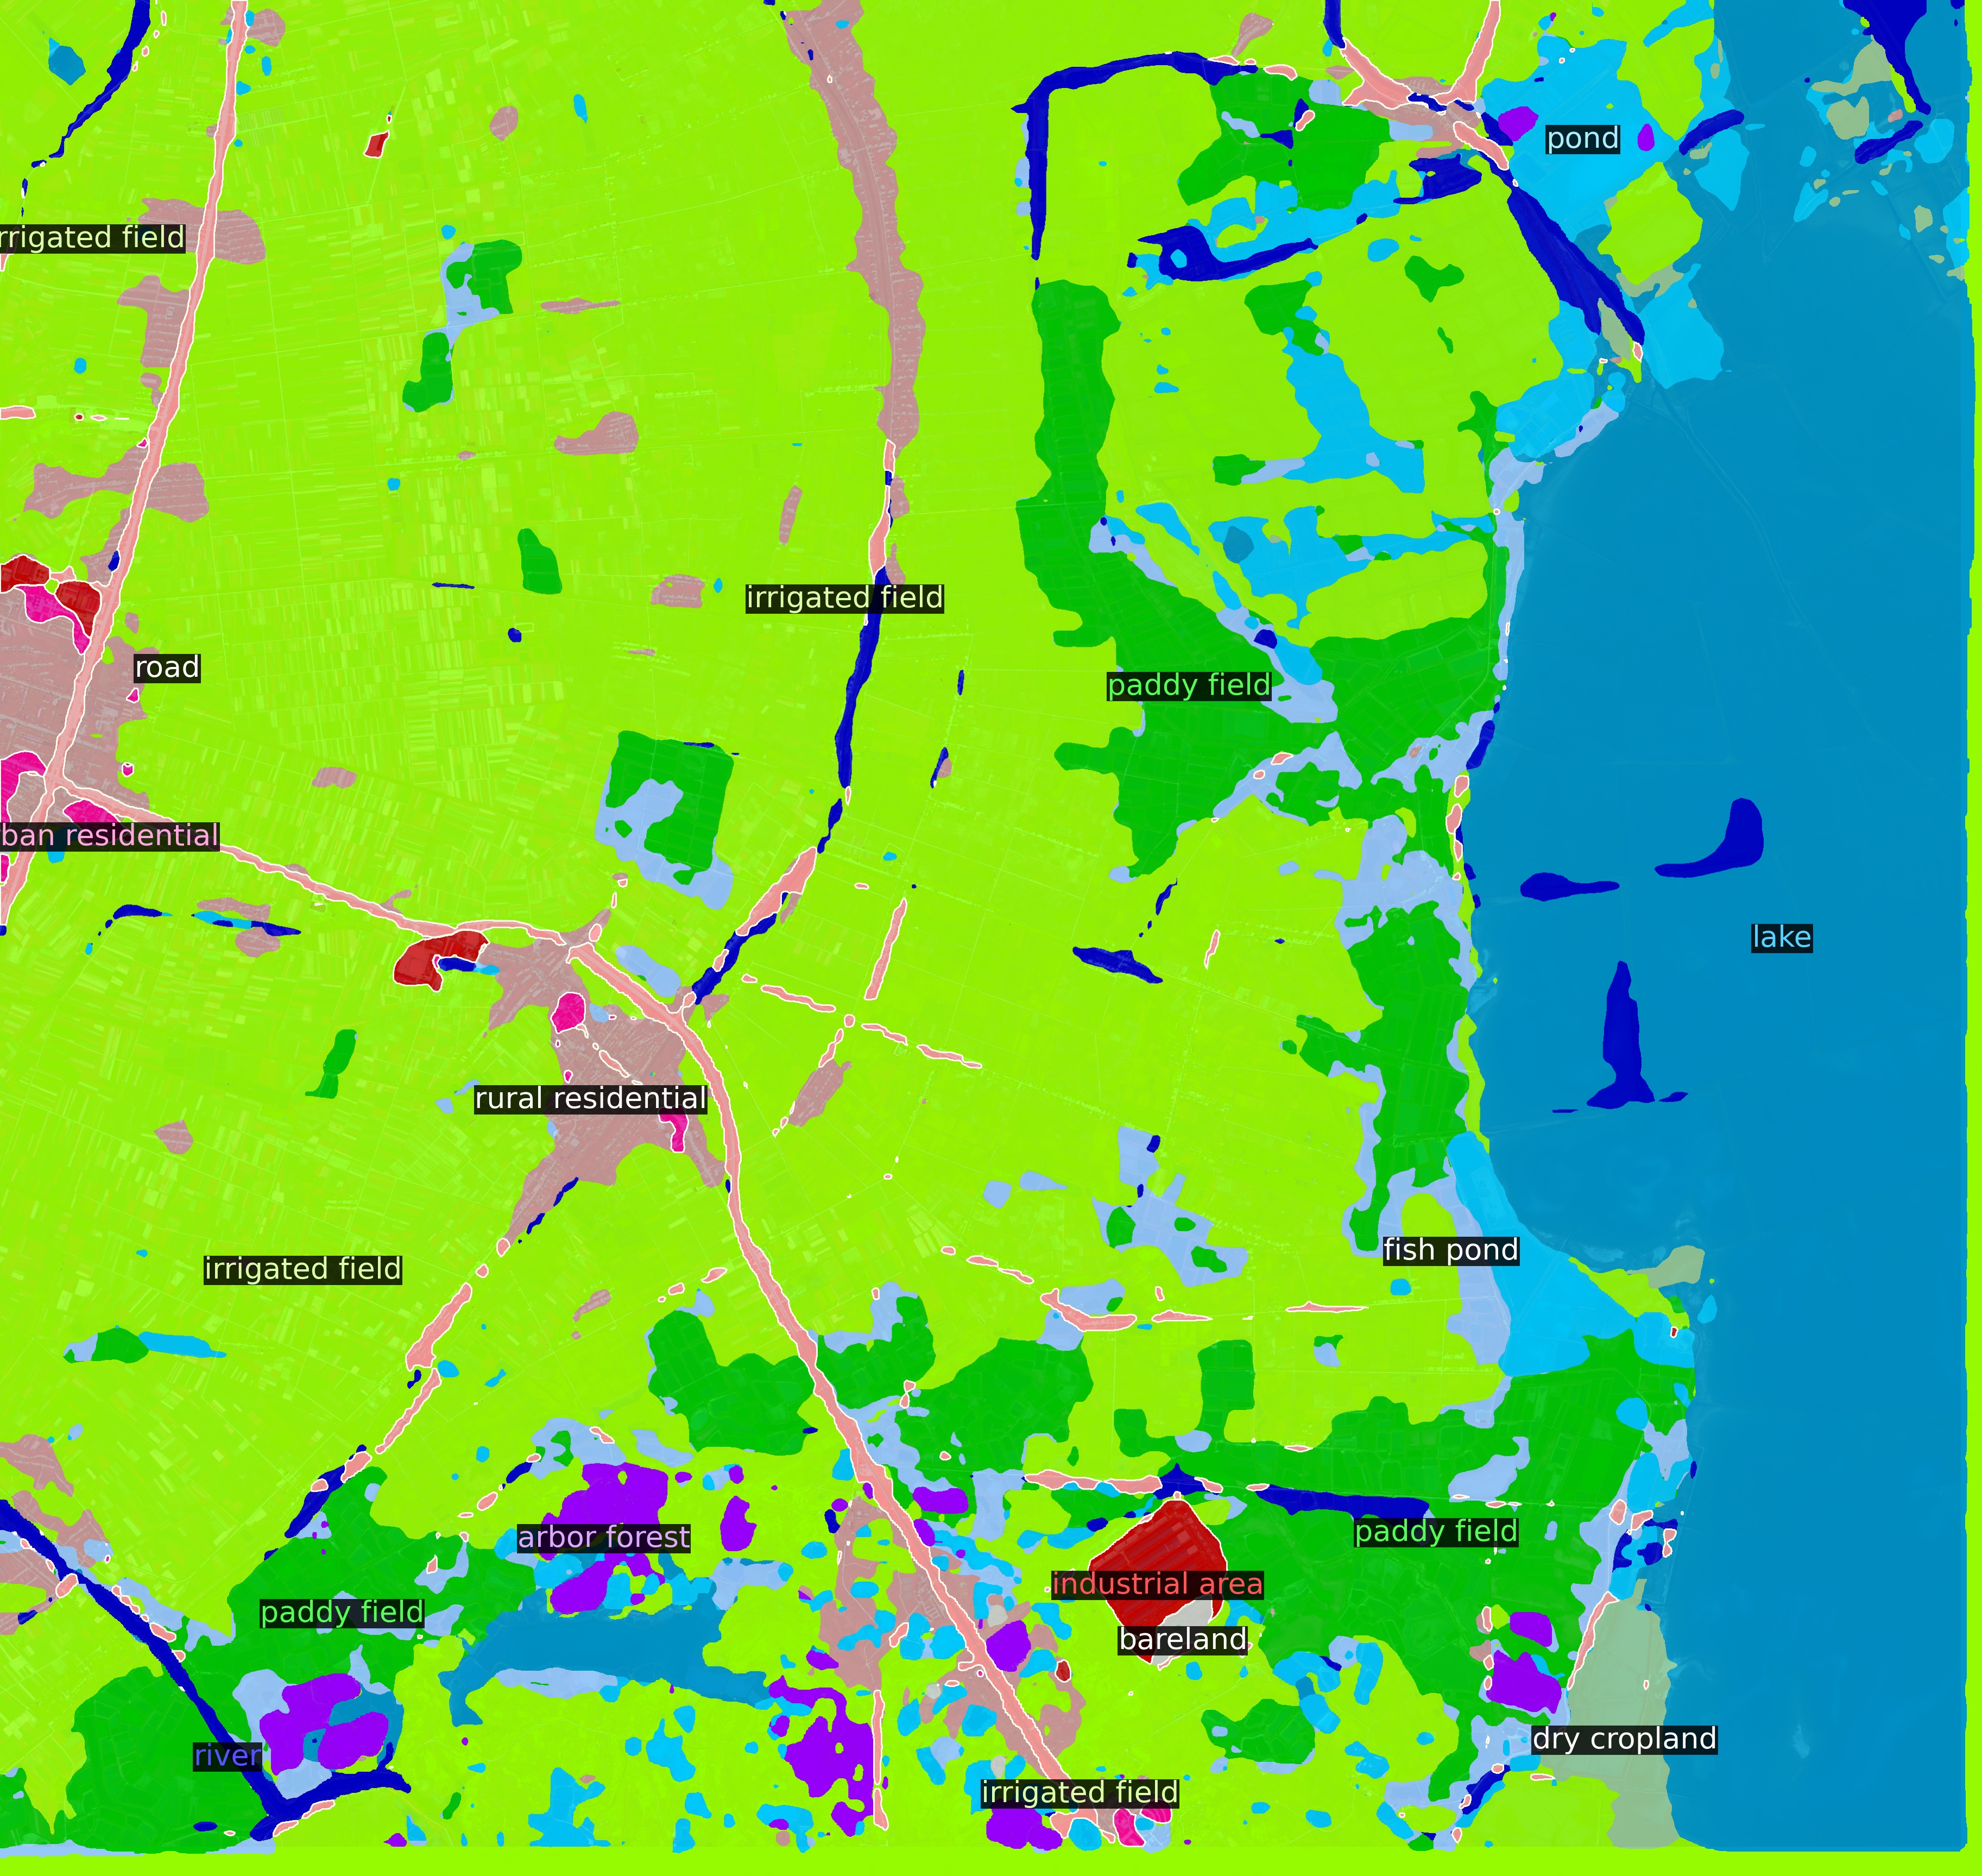 pond
rrigated field
irrigated field
road
paddy field
ban residential
lake
rural residential
fish pond
irrigated field
arbor forest
paddy field
industrial area
paddy field
bareland
dry cropland
river
irrigated field